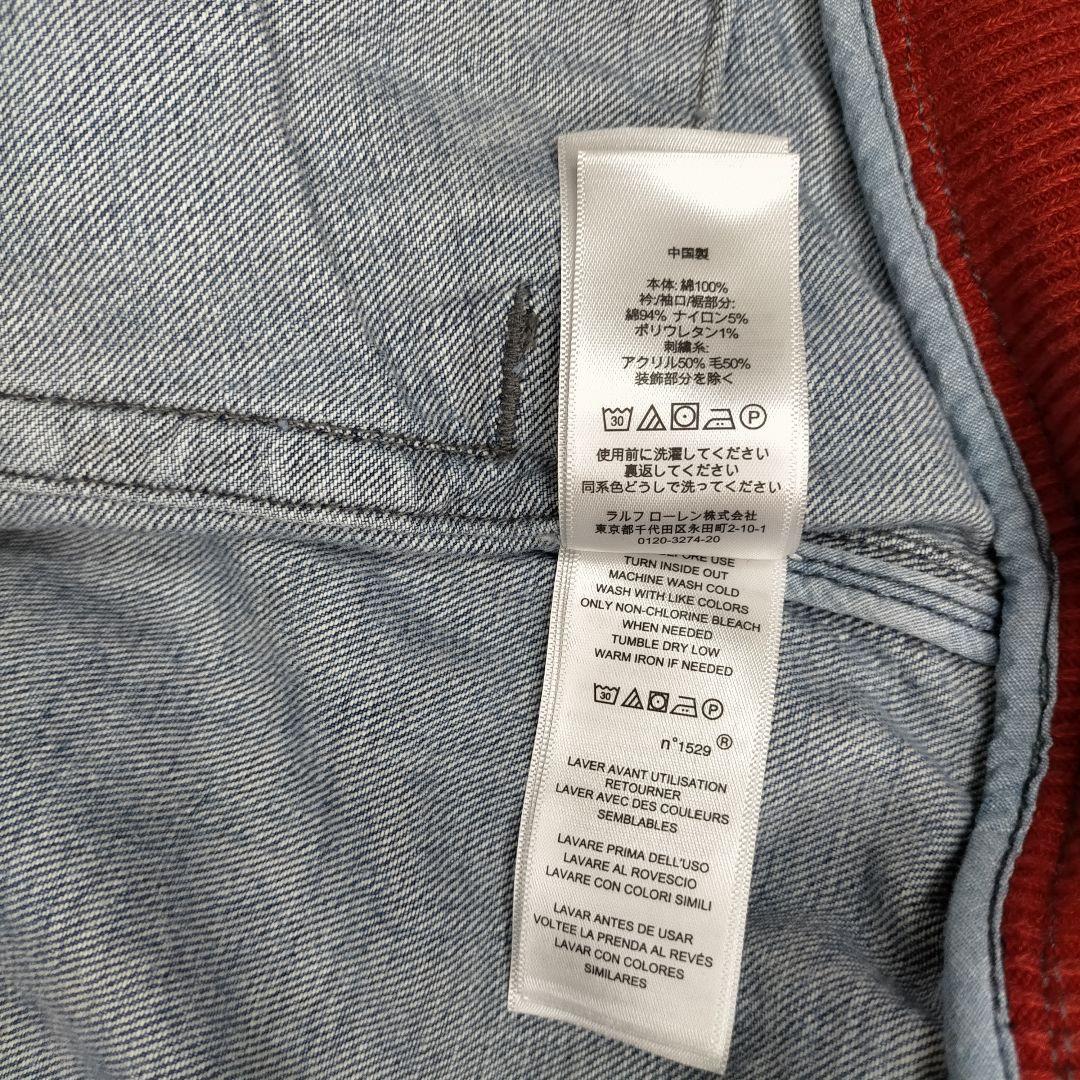 中国製
本体: 綿100%
衿:/袖口/裾部分:
綿94% ナイロン5%
ポリウレタン1%
刺繍糸:
アクリル50% 毛50%
装飾部分を除く
30 P
使用前に洗濯してください
裏返してください
同系色どうしで洗ってください
ラルフ ローレン株式会社
東京都千代田区永田町2-10-1
0120-3274-20
BEFORE USE
TURN INSIDE OUT
MACHINE WASH COLD
WASH WITH LIKE COLORS
ONLY NON-CHLORINE BLEACH
WHEN NEEDED
TUMBLE DRY LOW
WARM IRON IF NEEDED
30 P
n°1529 ®
LAVER AVANT UTILISATION
RETOURNER
LAVER AVEC DES COULEURS
SEMBLABLES
LAVARE PRIMA DELL'USO
LAVARE AL ROVESCIO
LAVARE CON COLORI SIMILI
LAVAR ANTES DE USAR
VOLTEE LA PRENDA AL REVÉS
LAVAR CON COLORES
SIMILARES